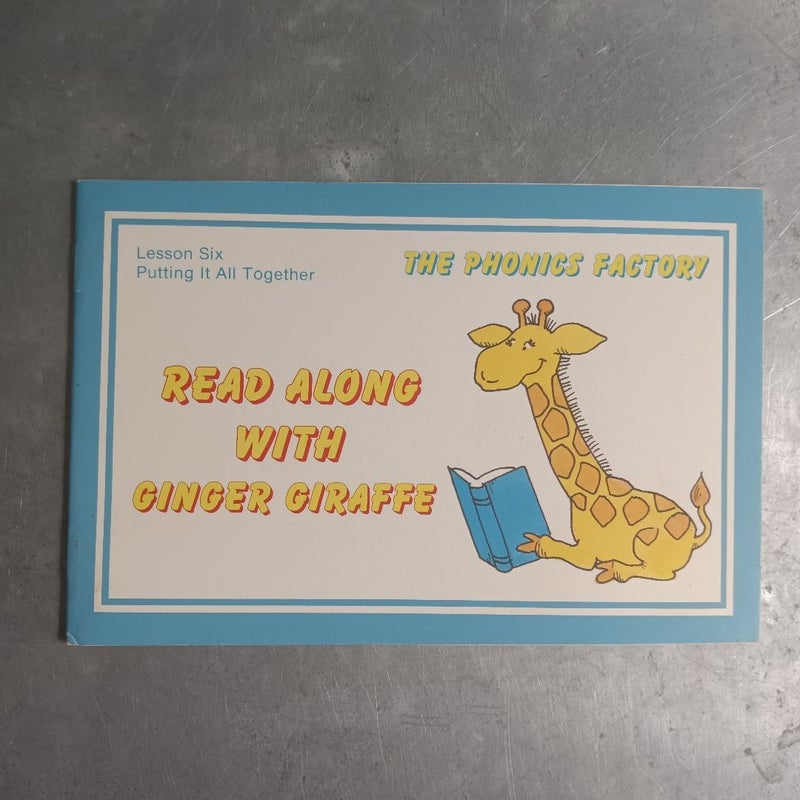 Lesson Six
Putting It All Together
THE PHONICS FACTORY
READ ALONG
WITH
GINGER GIRAFFE